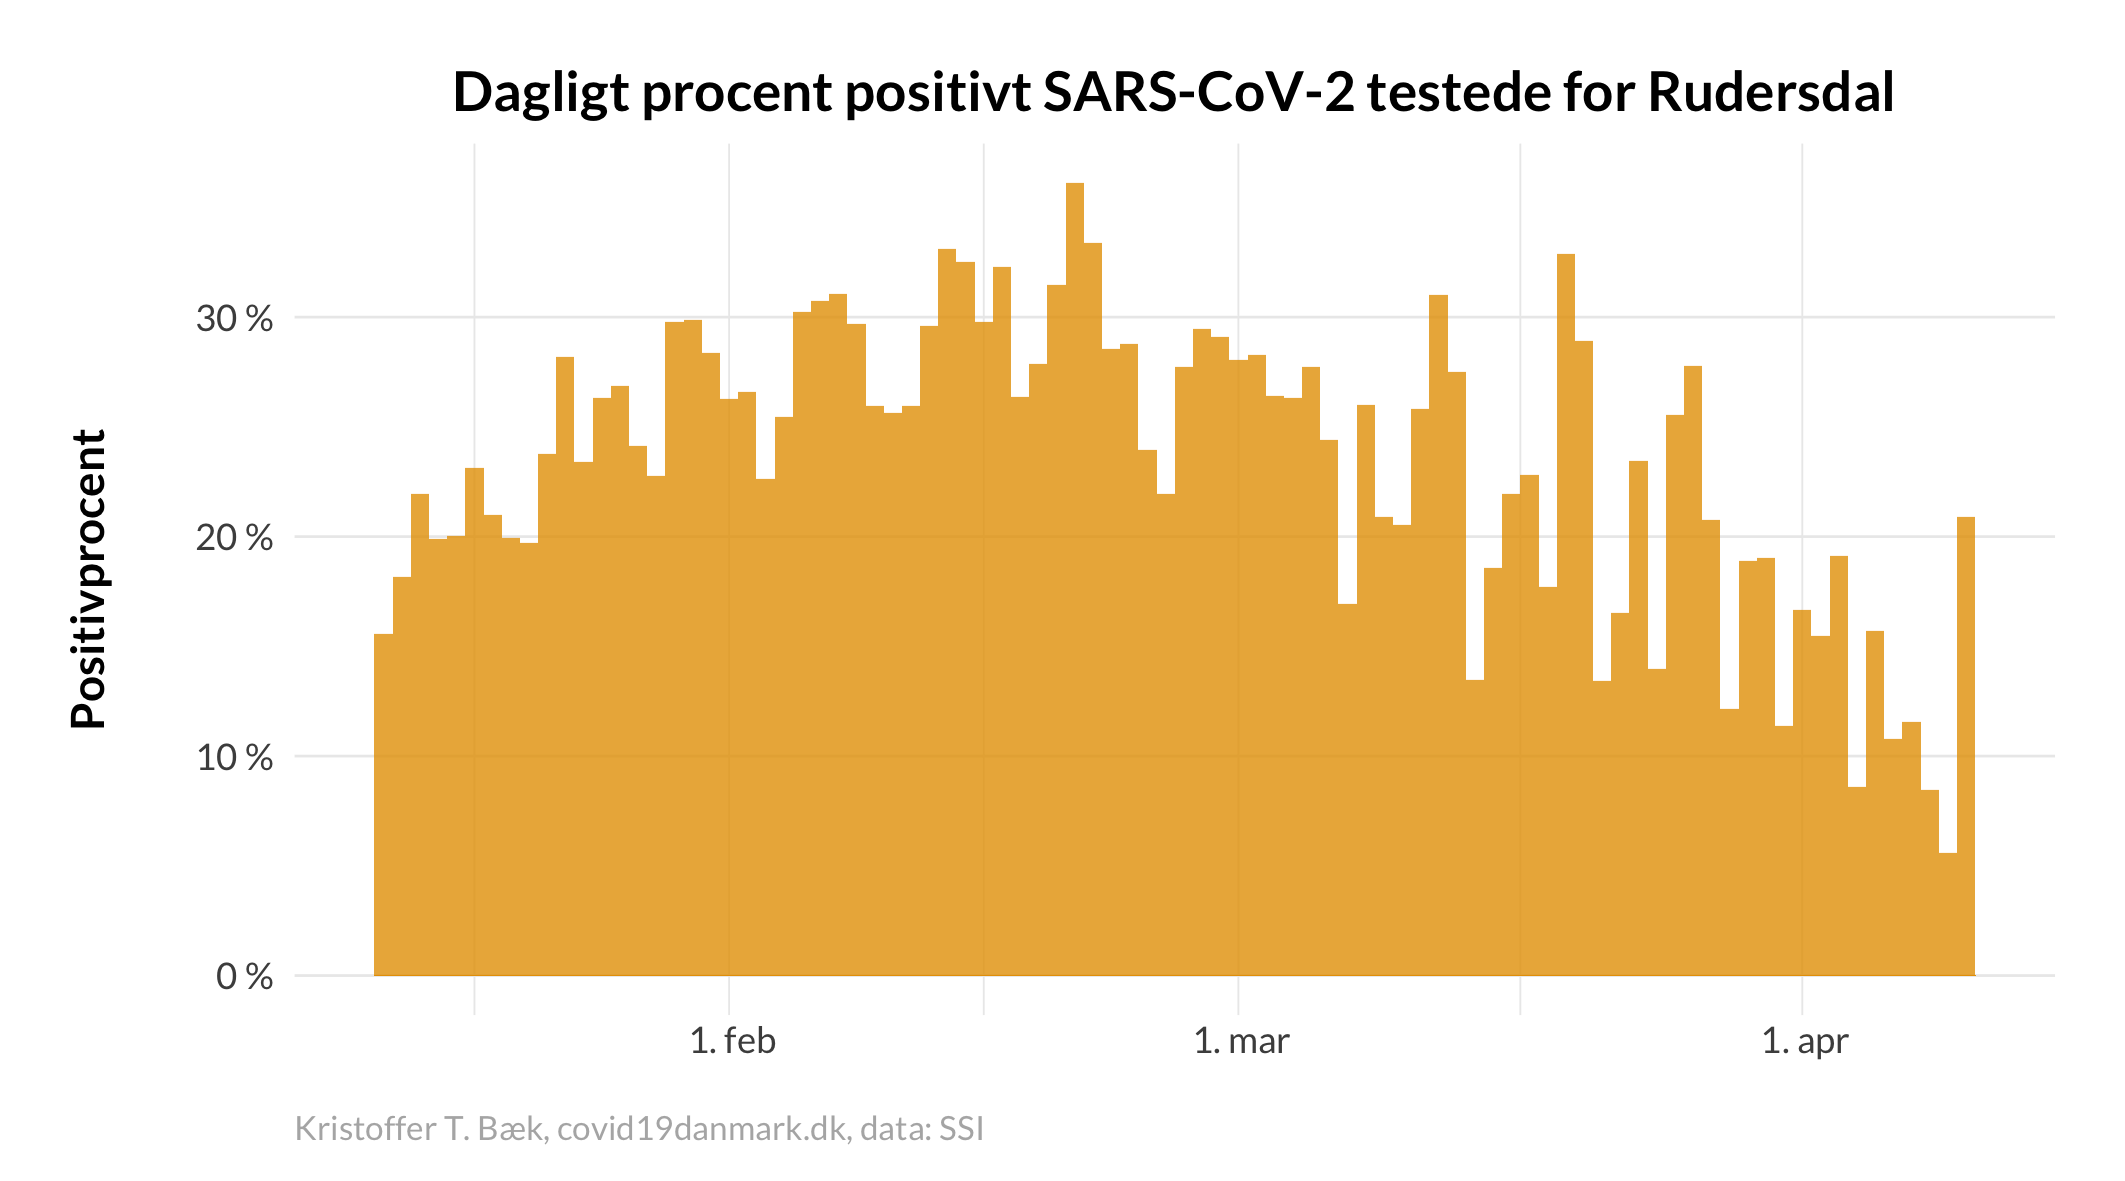 Dagligt procent positivt SARS-CoV-2 testede for Rudersdal
Positivprocent
30 %
20 %
10 %
0 %
1. feb
1. mar
1. apr
Kristoffer T. Bæk, covid19danmark.dk, data: SSI